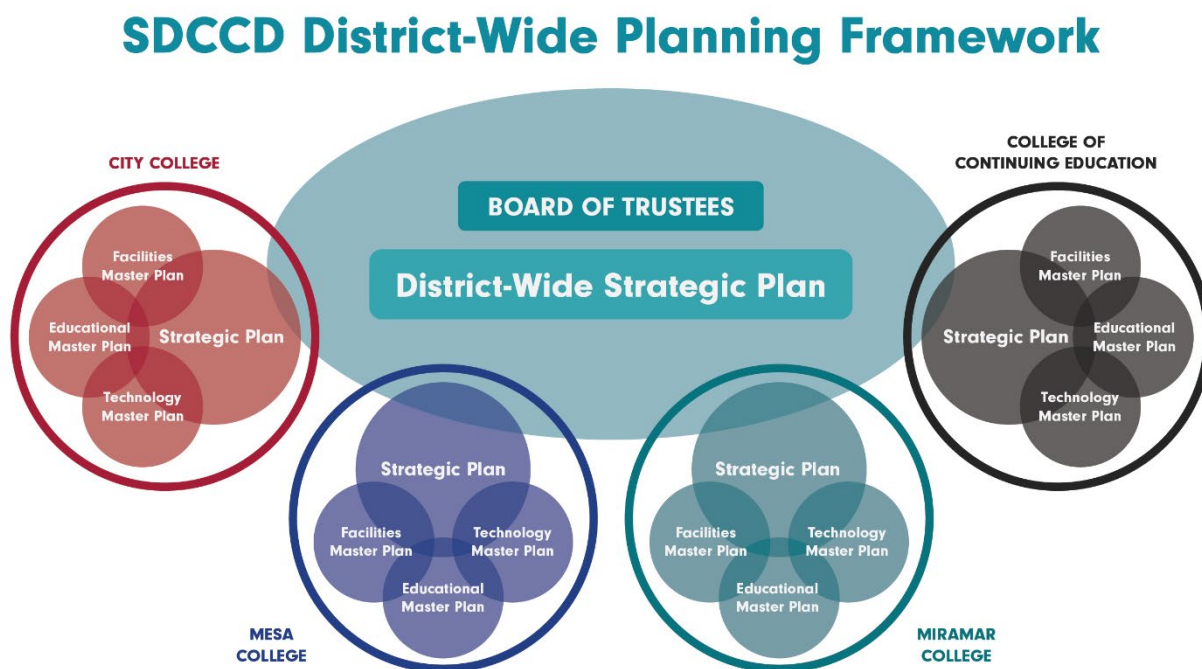 SDCCD District-Wide Planning Framework
BOARD OF TRUSTEES
District-Wide Strategic Plan
CITY COLLEGE
Facilities
Master Plan
Educational
Master Plan
Strategic Plan
Technology
Master Plan
MESA
COLLEGE
Strategic Plan
Facilities
Master Plan
Technology
Master Plan
Educational
Master Plan
MIRAMAR
COLLEGE
Strategic Plan
Facilities
Master Plan
Technology
Master Plan
Educational
Master Plan
COLLEGE OF
CONTINUING EDUCATION
Facilities
Master Plan
Strategic Plan
Educational
Master Plan
Technology
Master Plan